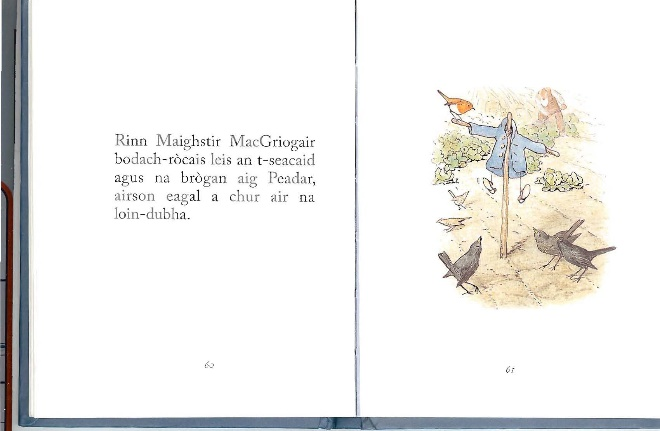 Rinn Maighstir MacGriogair
bodach-ròcais leis an t-seacaid
agus na brògan aig Peadar,
airson eagal a chur air na
loin-dubha.
60
61